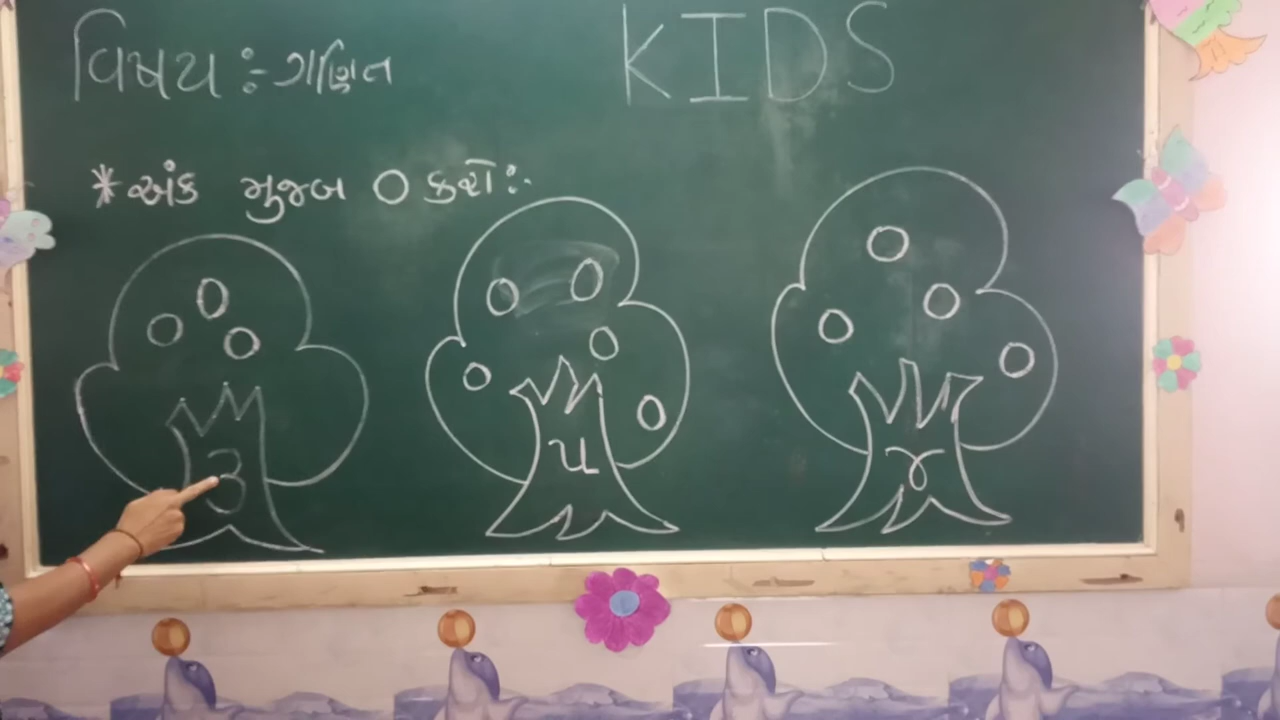 વિષય :- ગણિત
KIDS
* અંક મુજબ O કરો :-
૩
૫
૪